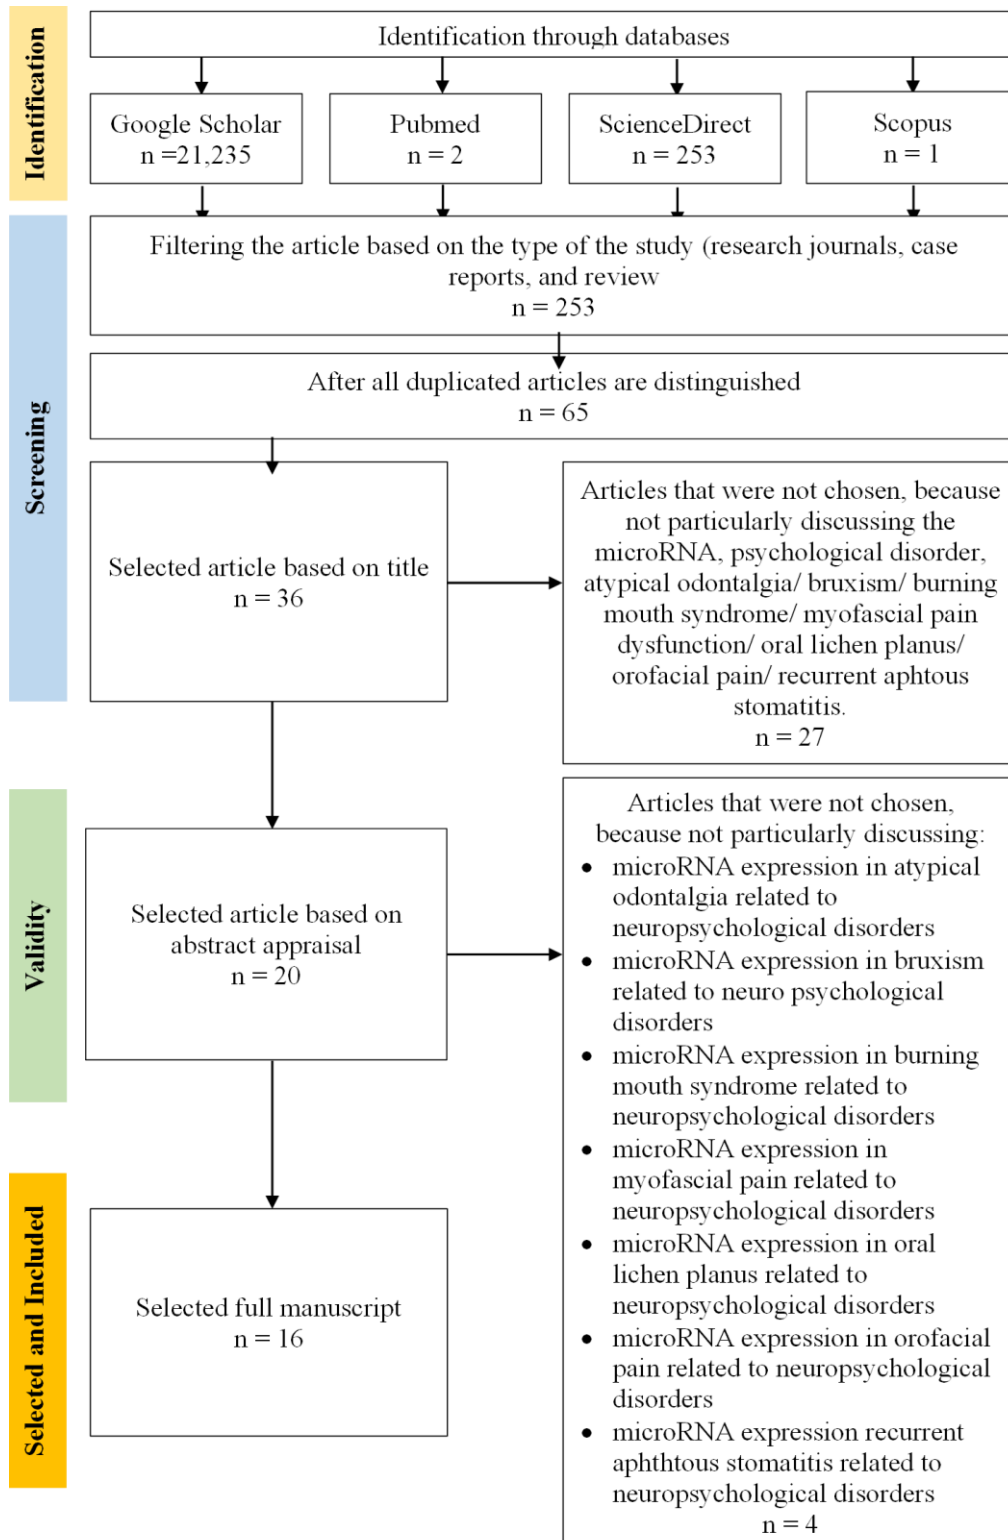 Identification
Identification through databases
Google Scholar
n =21,235
Pubmed
n = 2
ScienceDirect
n = 253
Scopus
n = 1
Screening
Filtering the article based on the type of the study (research journals, case
reports, and review
n = 253
After all duplicated articles are distinguished
n = 65
Selected article based on title
n = 36
Articles that were not chosen, because
not particularly discussing the
microRNA, psychological disorder,
atypical odontalgia/ bruxism/ burning
mouth syndrome/ myofascial pain
dysfunction/ oral lichen planus/
orofacial pain/ recurrent aphtous
stomatitis.
n = 27
Validity
Selected article based on
abstract appraisal
n = 20
Articles that were not chosen,
because not particularly discussing:
• microRNA expression in atypical
odontalgia related to
neuropsychological disorders
• microRNA expression in bruxism
related to neuro psychological
disorders
• microRNA expression in burning
mouth syndrome related to
neuropsychological disorders
• microRNA expression in
myofascial pain related to
neuropsychological disorders
• microRNA expression in oral
lichen planus related to
neuropsychological disorders
• microRNA expression in orofacial
pain related to neuropsychological
disorders
• microRNA expression recurrent
aphthtous stomatitis related to
neuropsychological disorders
n = 4
Selected and Included
Selected full manuscript
n = 16